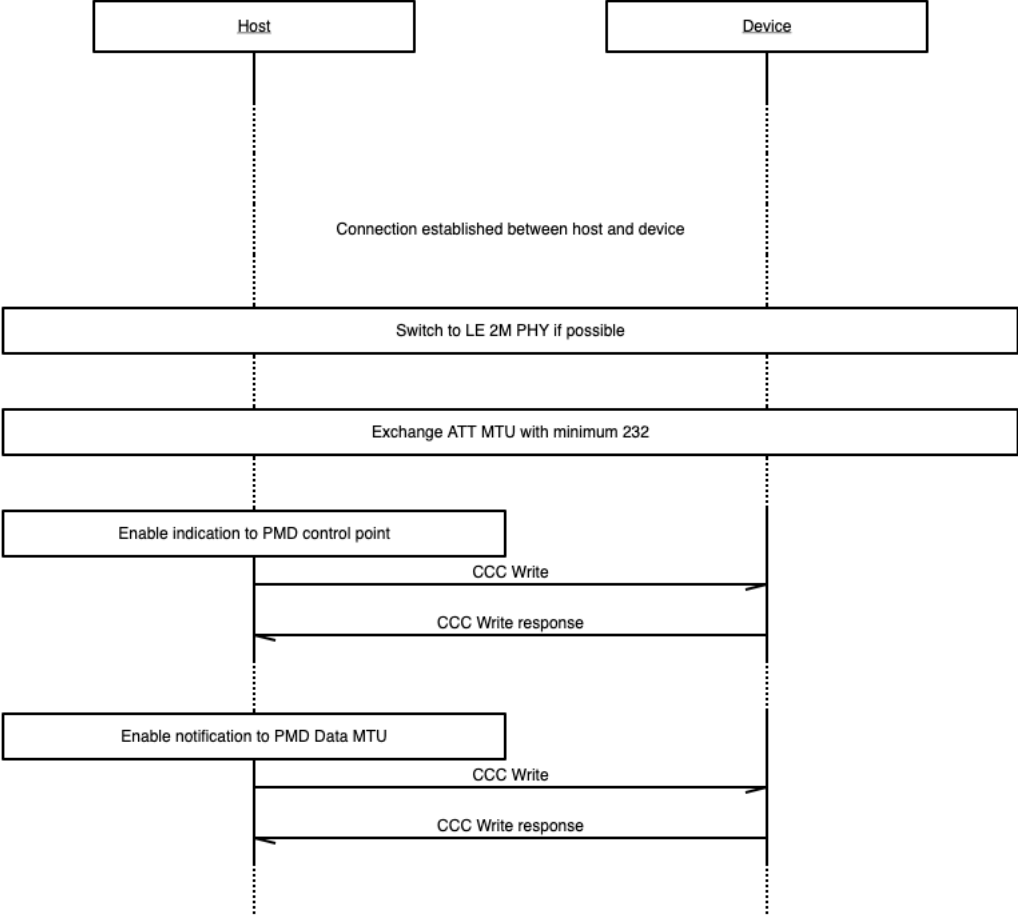 Host
Device
Connection established between host and device
Switch to LE 2M PHY if possible
Exchange ATT MTU with minimum 232
Enable indication to PMD control point
CCC Write
CCC Write response
Enable notification to PMD Data MTU
CCC Write
CCC Write response